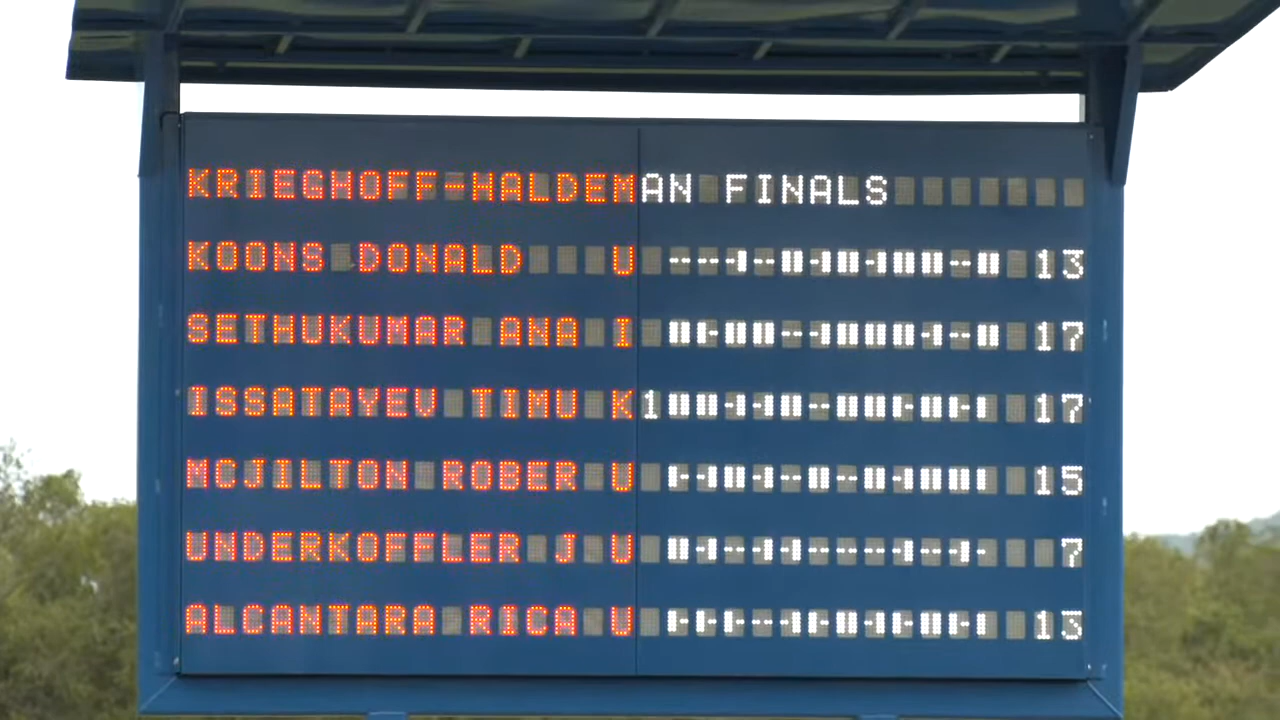 KRIEGHOFF-HALDEMAN FINALS
KOONS DONALD U 13
SETHUKUMAR ANA I 17
ISSATAYEV TIMU K1 17
MCJILTON ROBER U 15
UNDERKOFFLER J U 7
ALCANTARA RICA U 13